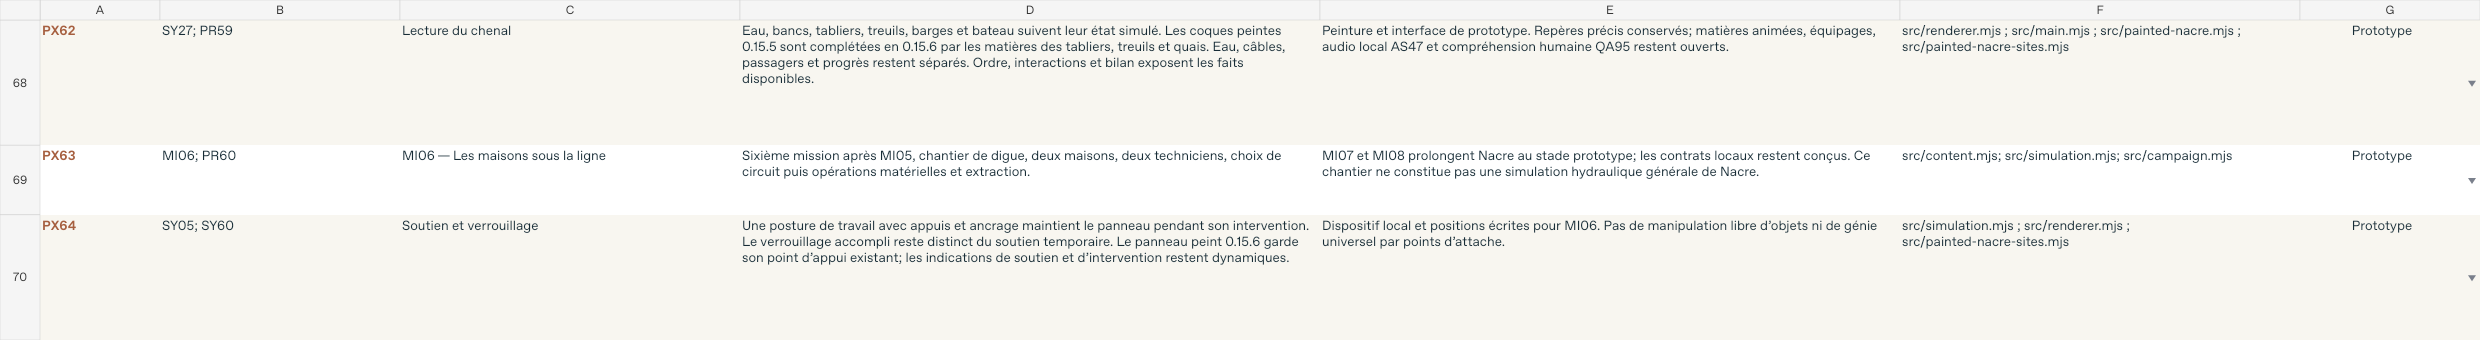 A B C D E F G
68
PX62
SY27; PR59
Lecture du chenal
Eau, bancs, tabliers, treuils, barges et bateau suivent leur état simulé. Les coques peintes
0.15.5 sont complétées en 0.15.6 par les matières des tabliers, treuils et quais. Eau, câbles,
passagers et progrès restent séparés. Ordre, interactions et bilan exposent les faits
disponibles.
Peinture et interface de prototype. Repères précis conservés; matières animées, équipages,
audio local AS47 et compréhension humaine QA95 restent ouverts.
src/renderer.mjs ; src/main.mjs ; src/painted-nacre.mjs ;
src/painted-nacre-sites.mjs
Prototype
69
PX63
MI06; PR60
MI06 — Les maisons sous la ligne
Sixième mission après MI05, chantier de digue, deux maisons, deux techniciens, choix de
circuit puis opérations matérielles et extraction.
MI07 et MI08 prolongent Nacre au stade prototype; les contrats locaux restent conçus. Ce
chantier ne constitue pas une simulation hydraulique générale de Nacre.
src/content.mjs; src/simulation.mjs; src/campaign.mjs
Prototype
70
PX64
SY05; SY60
Soutien et verrouillage
Une posture de travail avec appuis et ancrage maintient le panneau pendant son intervention.
Le verrouillage accompli reste distinct du soutien temporaire. Le panneau peint 0.15.6 garde
son point d’appui existant; les indications de soutien et d’intervention restent dynamiques.
Dispositif local et positions écrites pour MI06. Pas de manipulation libre d’objets ni de génie
universel par points d’attache.
src/simulation.mjs ; src/renderer.mjs ;
src/painted-nacre-sites.mjs
Prototype